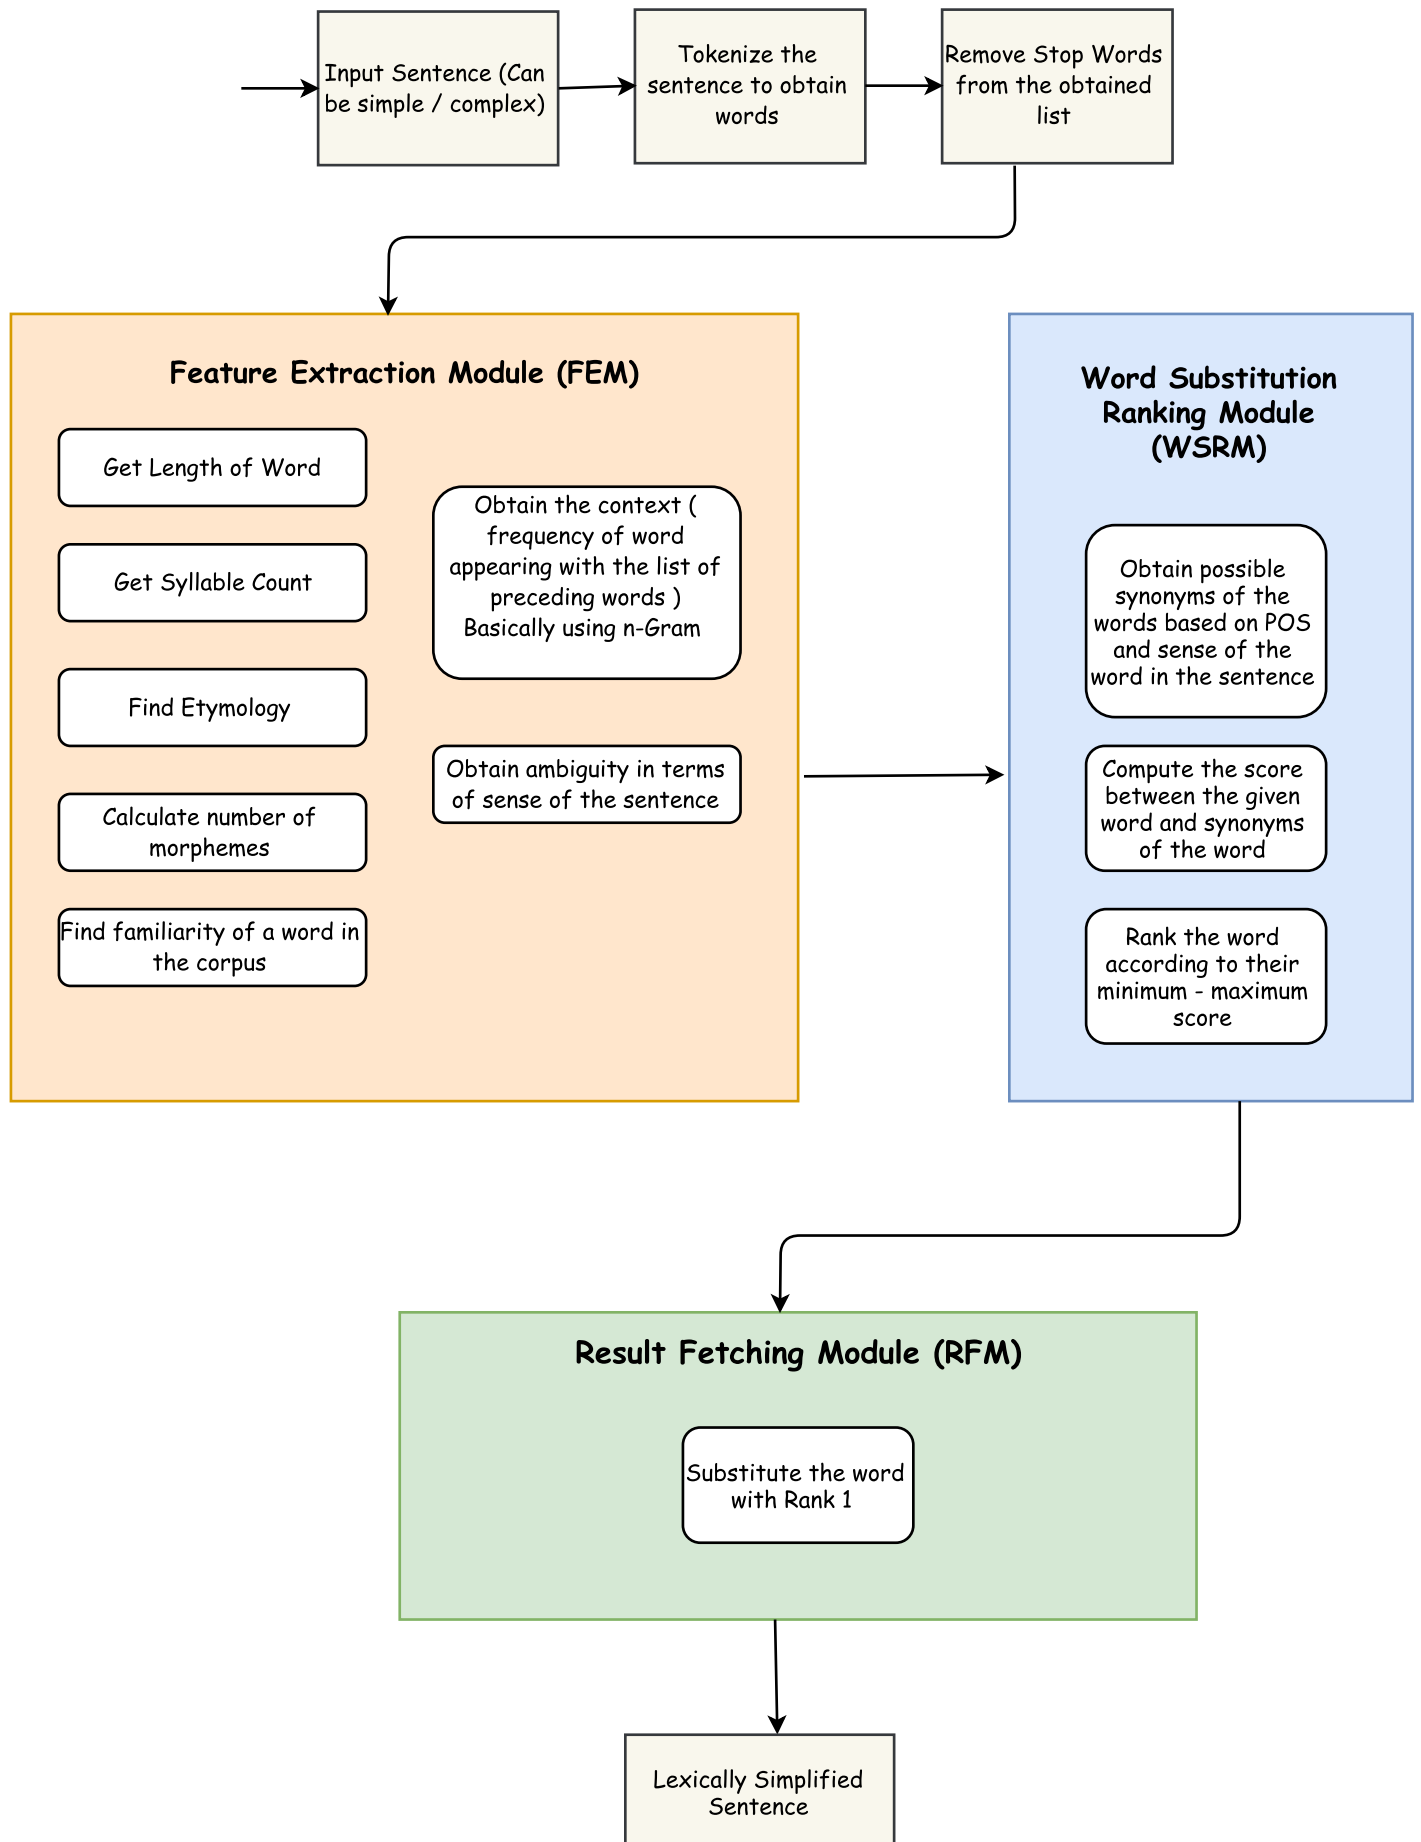 Input Sentence (Can
be simple / complex)
Tokenize the
sentence to obtain
words
Remove Stop Words
from the obtained
list
Feature Extraction Module (FEM)
Get Length of Word
Get Syllable Count
Find Etymology
Calculate number of
morphemes
Find familiarity of a word in
the corpus
Obtain the context (
frequency of word
appearing with the list of
preceding words )
Basically using n-Gram
Obtain ambiguity in terms
of sense of the sentence
Word Substitution
Ranking Module
(WSRM)
Obtain possible
synonyms of the
words based on POS
and sense of the
word in the sentence
Compute the score
between the given
word and synonyms
of the word
Rank the word
according to their
minimum - maximum
score
Result Fetching Module (RFM)
Substitute the word
with Rank 1
Lexically Simplified
Sentence